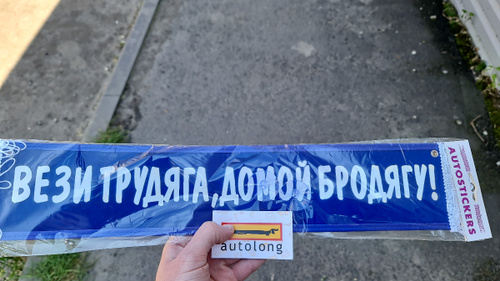 ВЕЗИ ТРУДЯГА, ДОМОЙ БРОДЯГУ!
AUTOSTICKERS
autolong